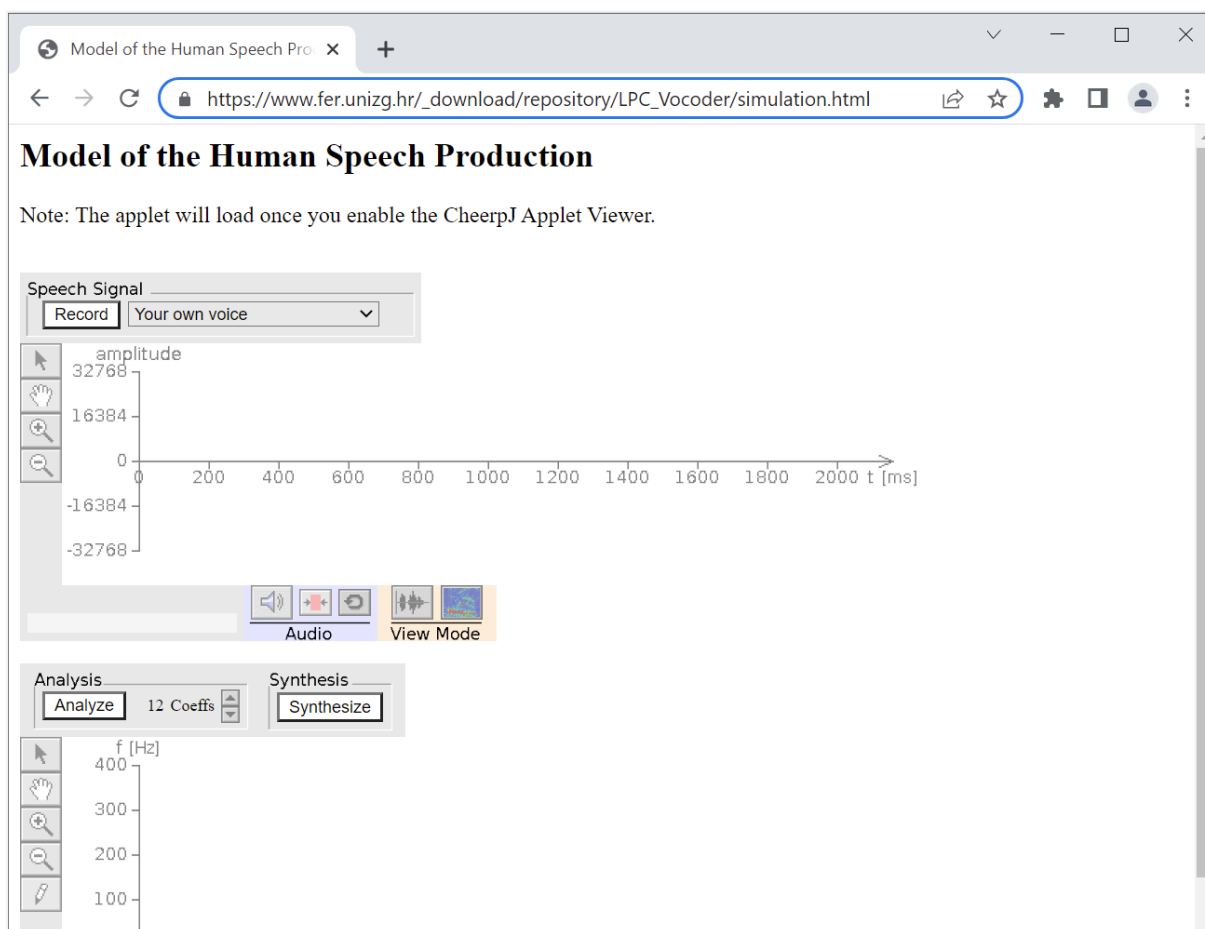 Model of the Human Speech Pro
https://www.fer.unizg.hr/_download/repository/LPC_Vocoder/simulation.html
Model of the Human Speech Production
Note: The applet will load once you enable the CheerpJ Applet Viewer.
Speech Signal
Record Your own voice
amplitude
32768
16384
0
0 200 400 600 800 1000 1200 1400 1600 1800 2000 t [ms]
-16384
-32768
Audio View Mode
Analysis Synthesis
Analyze 12 Coeffs Synthesize
f [Hz]
400
300
200
100